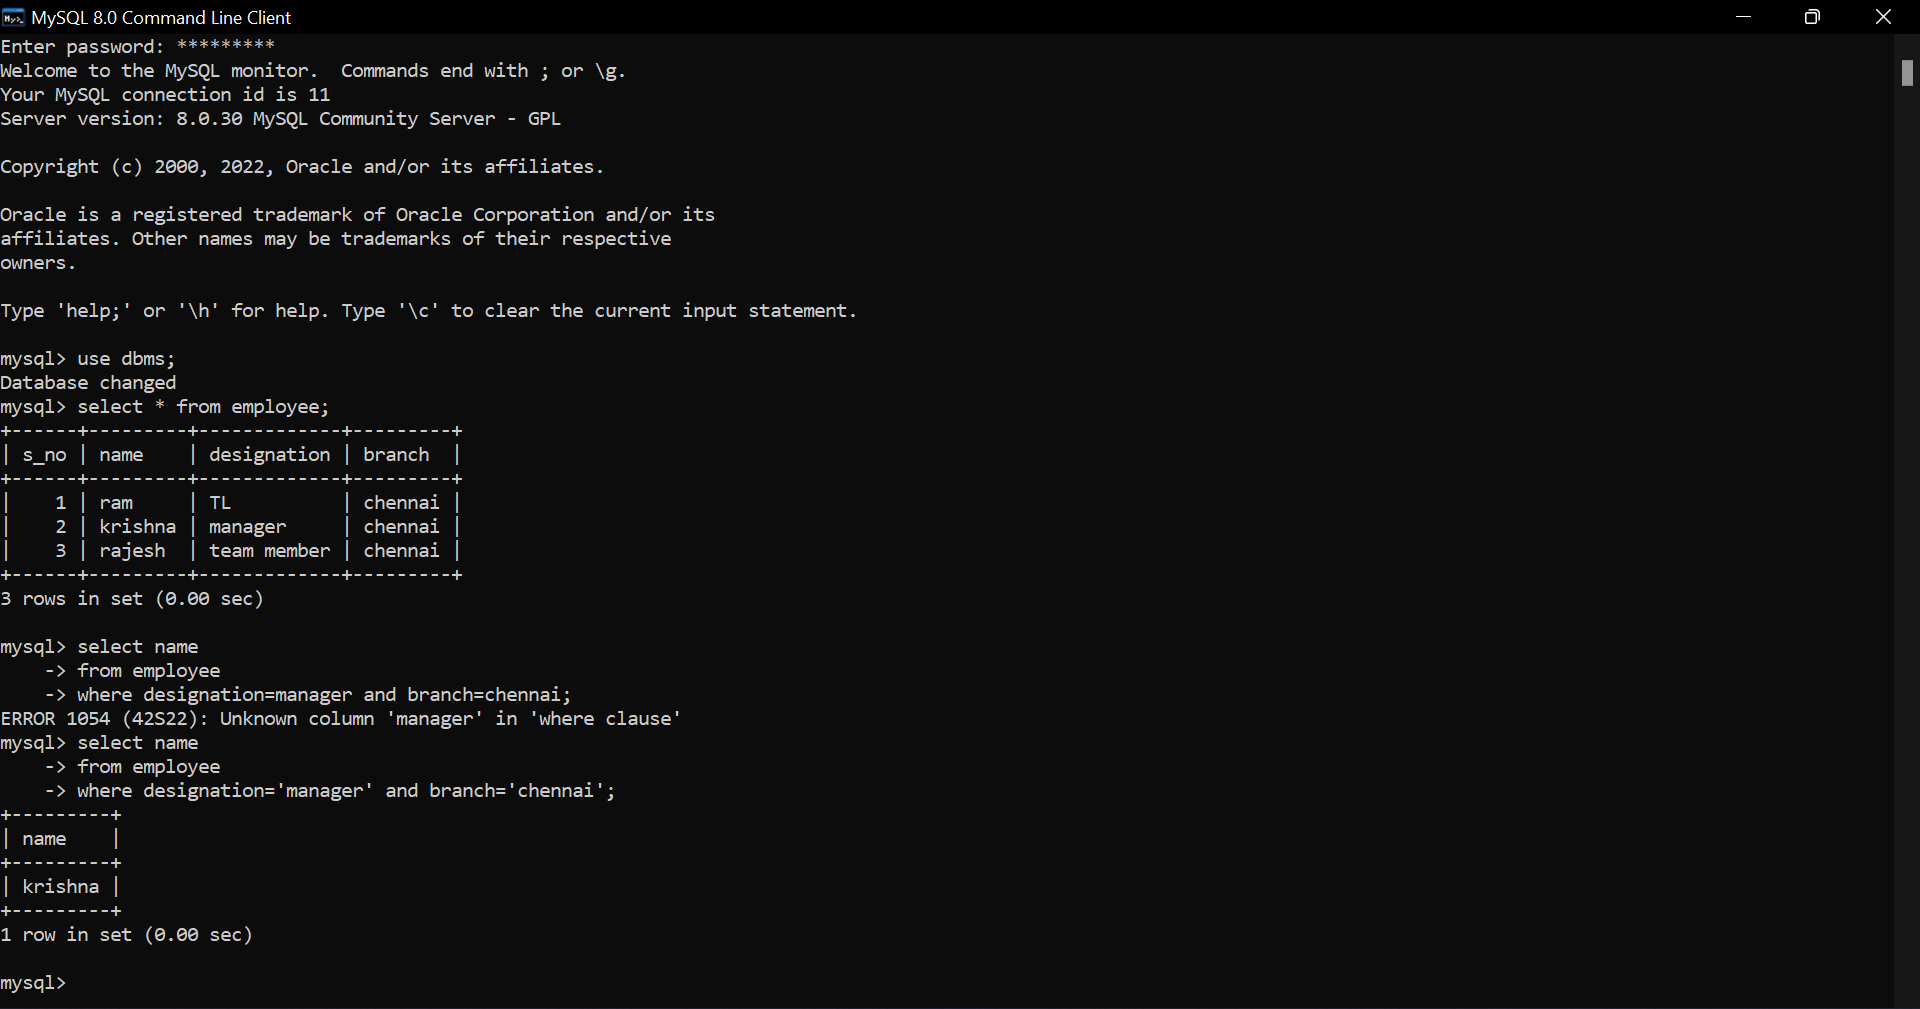 MySQL 8.0 Command Line Client
Enter password: *********
Welcome to the MySQL monitor.  Commands end with ; or \g.
Your MySQL connection id is 11
Server version: 8.0.30 MySQL Community Server - GPL

Copyright (c) 2000, 2022, Oracle and/or its affiliates.

Oracle is a registered trademark of Oracle Corporation and/or its
affiliates. Other names may be trademarks of their respective
owners.

Type 'help;' or '\h' for help. Type '\c' to clear the current input statement.

mysql> use dbms;
Database changed
mysql> select * from employee;
+------+---------+-------------+---------+
| s_no | name    | designation | branch  |
+------+---------+-------------+---------+
|    1 | ram     | TL          | chennai |
|    2 | krishna | manager     | chennai |
|    3 | rajesh  | team member | chennai |
+------+---------+-------------+---------+
3 rows in set (0.00 sec)

mysql> select name
    -> from employee
    -> where designation=manager and branch=chennai;
ERROR 1054 (42S22): Unknown column 'manager' in 'where clause'
mysql> select name
    -> from employee
    -> where designation='manager' and branch='chennai';
+---------+
| name    |
+---------+
| krishna |
+---------+
1 row in set (0.00 sec)

mysql>